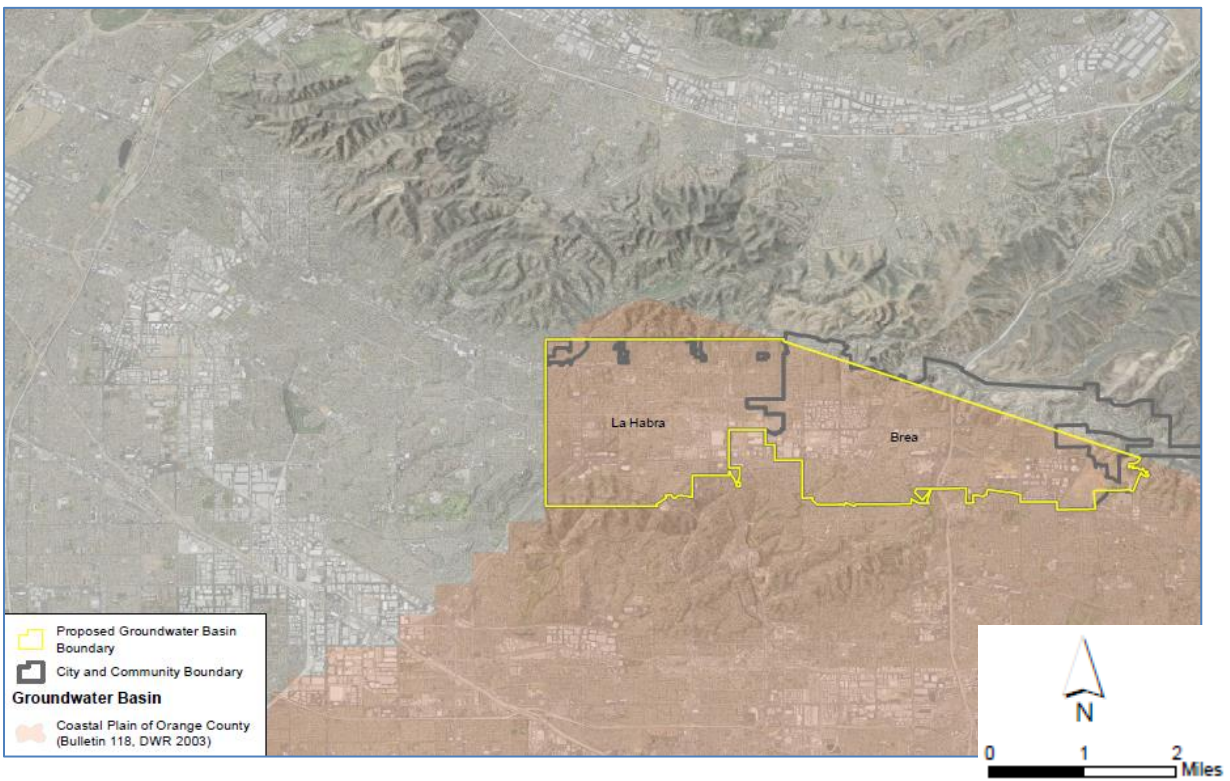 La Habra
Brea
Proposed Groundwater Basin
Boundary
City and Community Boundary
Groundwater Basin
Coastal Plain of Orange County
(Bulletin 118, DWR 2003)
N
0 1 2
Miles